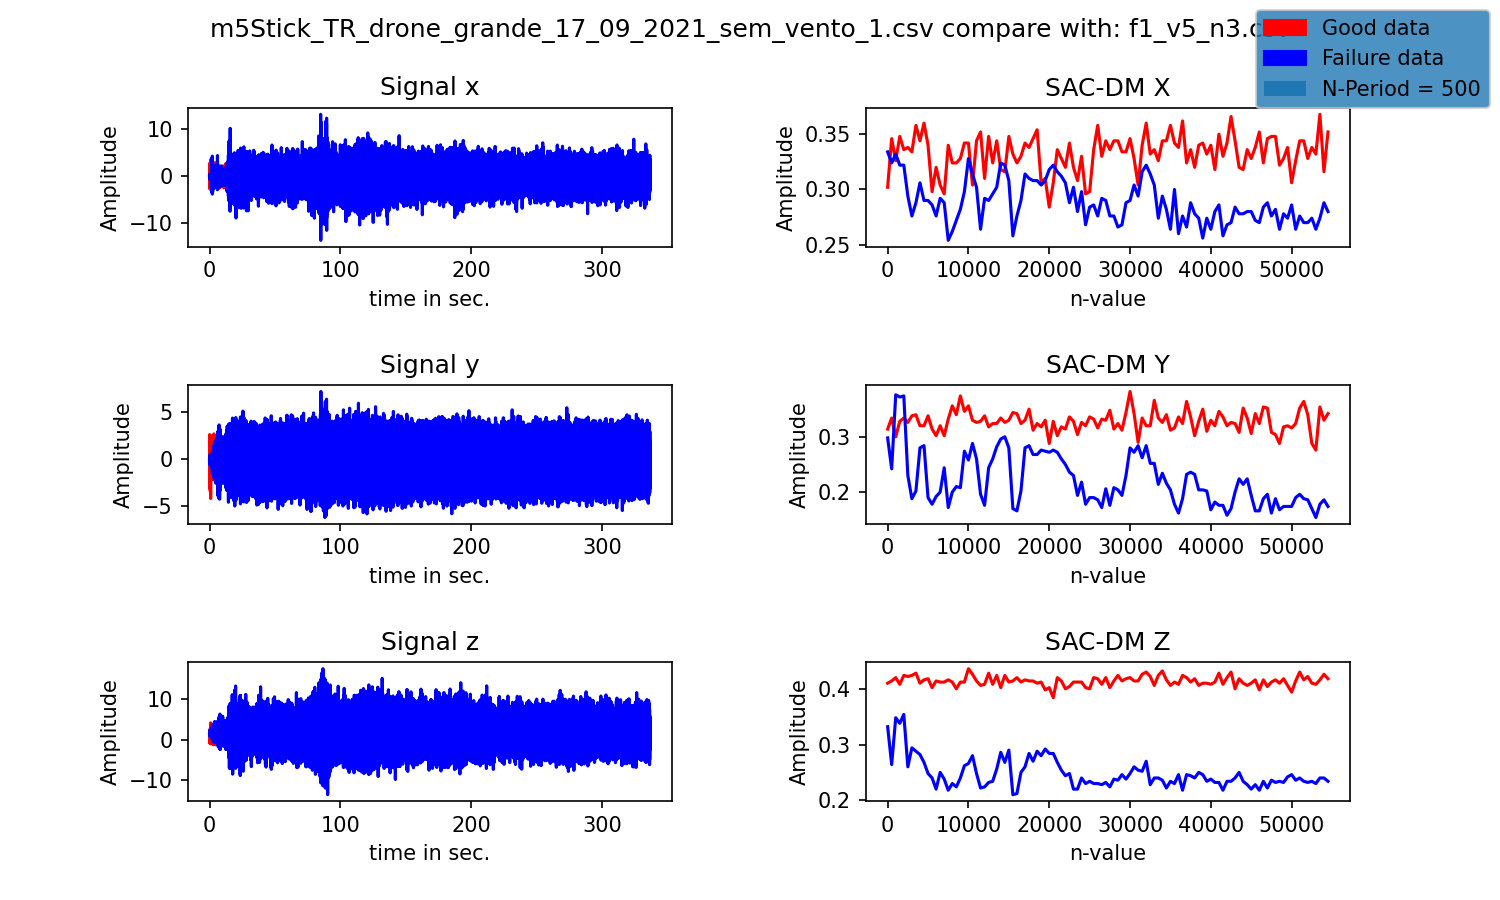 m5Stick_TR_drone_grande_17_09_2021_sem_vento_1.csv compare with: f1_v5_n3.csv
Good data
Failure data
N-Period = 500
Signal x
Amplitude
10
0
−10
0 100 200 300
time in sec.
SAC-DM X
Amplitude
0.35
0.30
0.25
0 10000 20000 30000 40000 50000
n-value
Signal y
Amplitude
5
0
−5
0 100 200 300
time in sec.
SAC-DM Y
Amplitude
0.3
0.2
0 10000 20000 30000 40000 50000
n-value
Signal z
Amplitude
10
0
−10
0 100 200 300
time in sec.
SAC-DM Z
Amplitude
0.4
0.3
0.2
0 10000 20000 30000 40000 50000
n-value